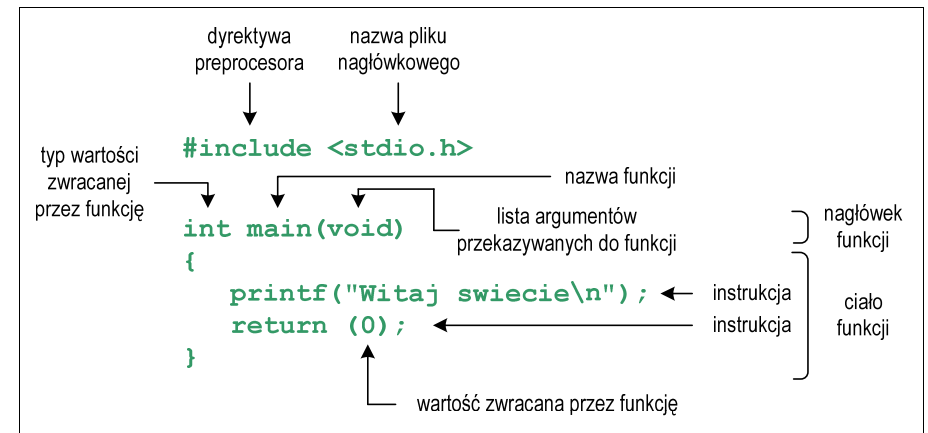 dyrektywa
preprocesora
nazwa pliku
nagłówkowego
#include <stdio.h>
typ wartości
zwracanej
przez funkcję
nazwa funkcji
int main(void)
lista argumentów
przekazywanych do funkcji
nagłówek
funkcji
{
printf("Witaj swiecie\n");
instrukcja
return (0);
instrukcja
ciało
funkcji
}
wartość zwracana przez funkcję